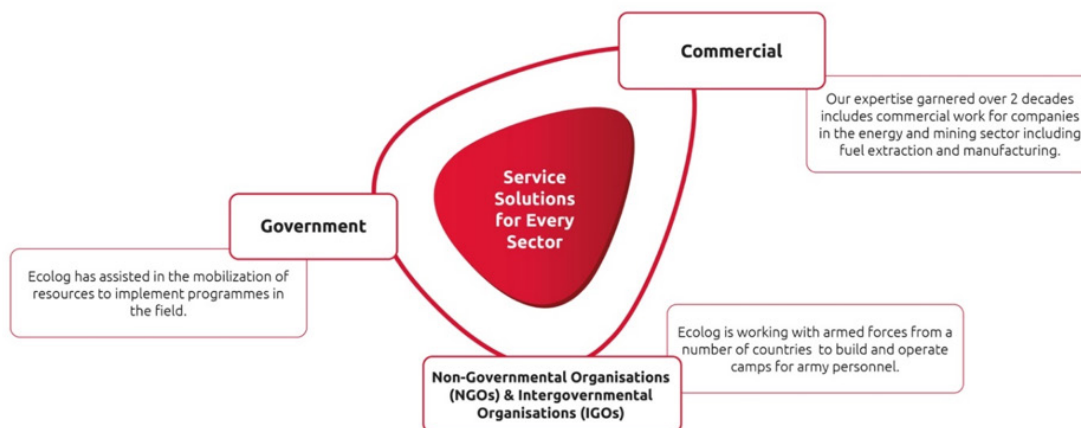 Commercial
Our expertise garnered over 2 decades
includes commercial work for companies
in the energy and mining sector including
fuel extraction and manufacturing.
Service
Solutions
for Every
Sector
Government
Ecolog has assisted in the mobilization of
resources to implement programmes in
the field.
Ecolog is working with armed forces from a
number of countries to build and operate
camps for army personnel.
Non-Governmental Organisations
(NGOs) & Intergovernmental
Organisations (IGOs)